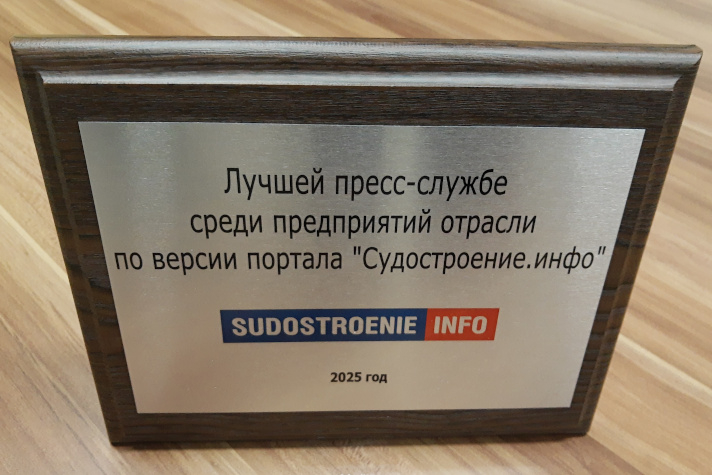 Лучшей пресс-службе
среди предприятий отрасли
по версии портала "Судостроение.инфо"
SUDOSTROENIE INFO
2025 год